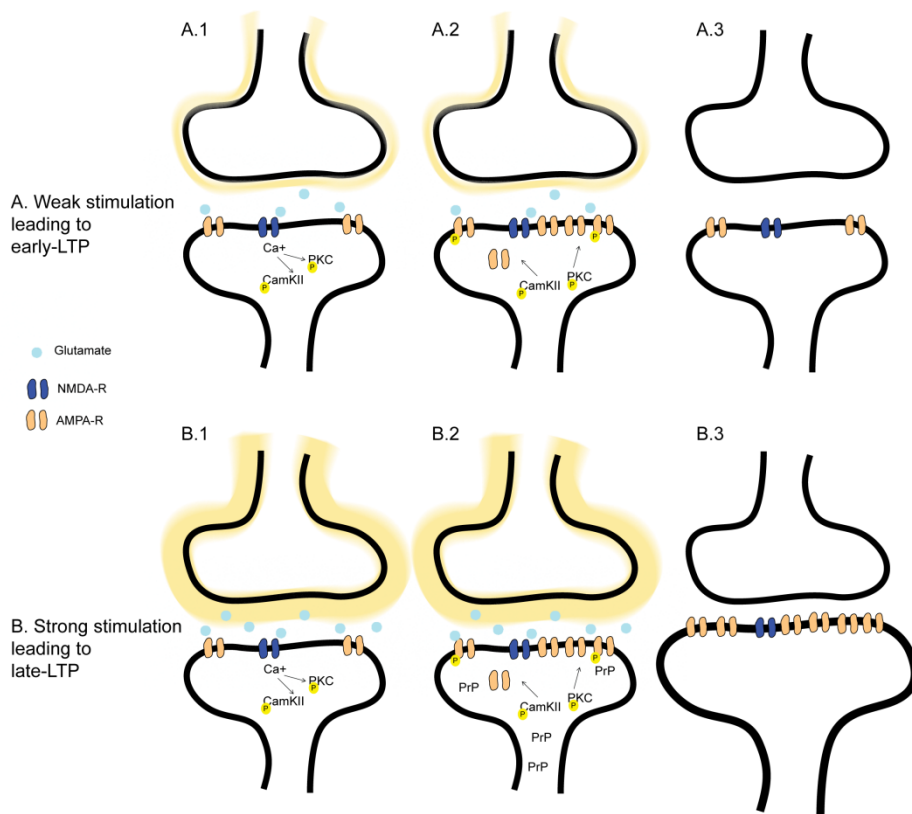 A.1
A.2
A.3
A. Weak stimulation
leading to
early-LTP
Ca+
PKC
P
CamKII
P
P
P
PKC
CamKII
P
P
Glutamate
NMDA-R
AMPA-R
B.1
B.2
B.3
B. Strong stimulation
leading to
late-LTP
Ca+
PKC
P
CamKII
P
P
P
PrP
PrP
PKC
CamKII
P
P
PrP
PrP